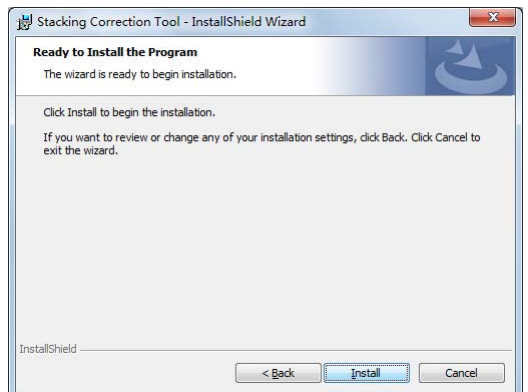 Stacking Correction Tool - InstallShield Wizard
Ready to Install the Program
The wizard is ready to begin installation.
Click Install to begin the installation.
If you want to review or change any of your installation settings, click Back. Click Cancel to
exit the wizard.
InstallShield
< Back
Install
Cancel